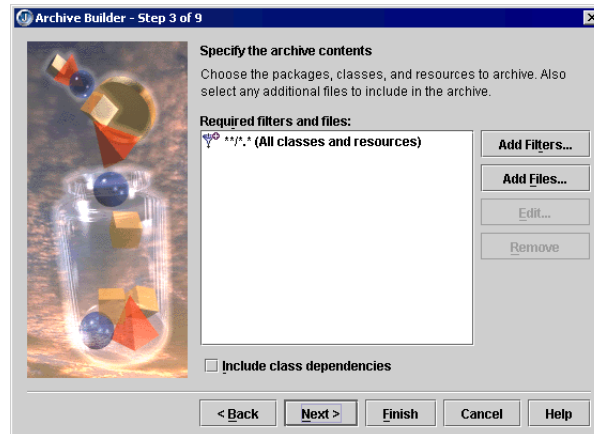 Archive Builder - Step 3 of 9
Specify the archive contents
Choose the packages, classes, and resources to archive. Also
select any additional files to include in the archive.
Required filters and files:
**/*.* (All classes and resources)
Add Filters...
Add Files...
Edit...
Remove
Include class dependencies
< Back
Next >
Finish
Cancel
Help